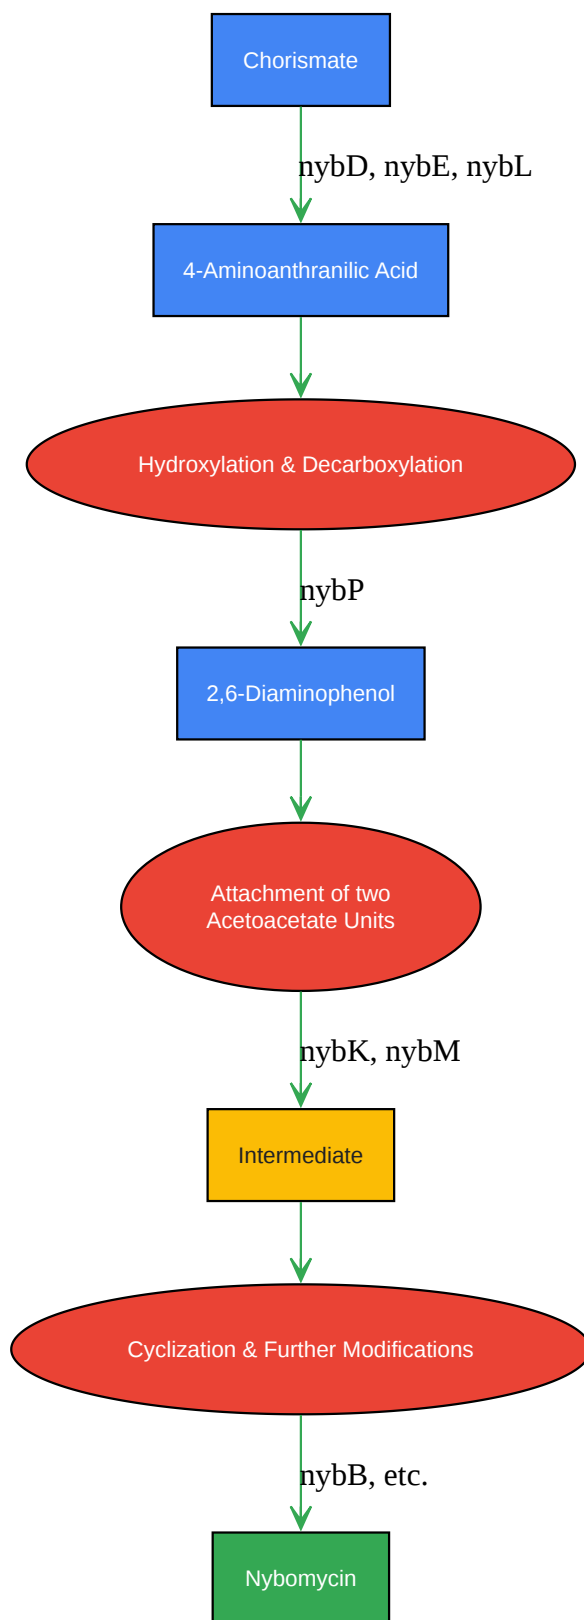 Chorismate
nybD, nybE, nybL
4-Aminoanthranilic Acid
Hydroxylation & Decarboxylation
nybP
2,6-Diaminophenol
Attachment of two
Acetoacetate Units
nybK, nybM
Intermediate
Cyclization & Further Modifications
nybB, etc.
Nybomycin